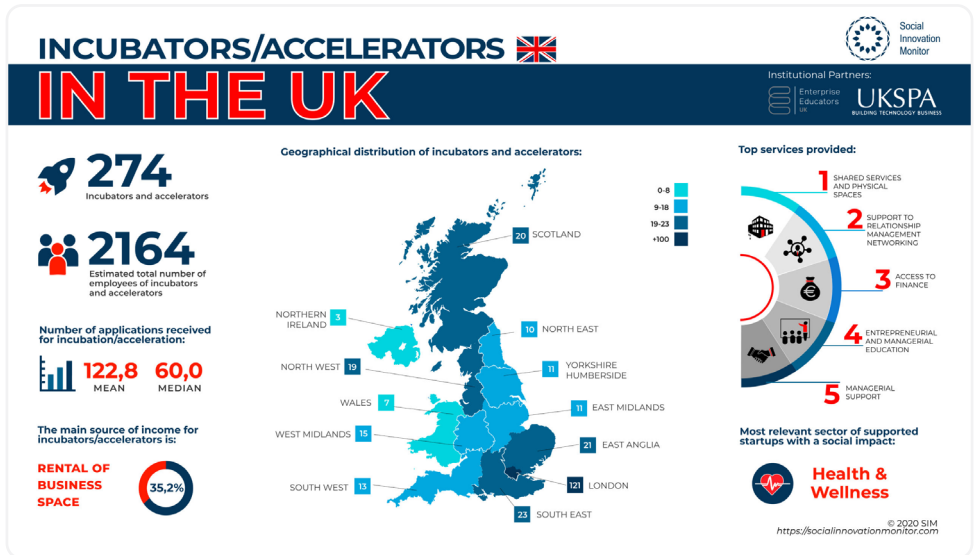 INCUBATORS/ACCELERATORS
IN THE UK
Social
Innovation
Monitor
Institutional Partners:
Enterprise
Educators
UK
UKSPA
BUILDING TECHNOLOGY BUSINESS
274
Incubators and accelerators
2164
Estimated total number of
employees of incubators
and accelerators
Number of applications received
for incubation/acceleration:
122,8
MEAN
60,0
MEDIAN
The main source of income for
incubators/accelerators is:
RENTAL OF
BUSINESS
SPACE
35,2%
Geographical distribution of incubators and accelerators:
0-8
9-18
19-23
+100
20 SCOTLAND
NORTHERN
IRELAND
3
10 NORTH EAST
NORTH WEST 19
11
YORKSHIRE
HUMBERSIDE
WALES 7
11 EAST MIDLANDS
WEST MIDLANDS 15
21 EAST ANGLIA
SOUTH WEST 13
121 LONDON
23 SOUTH EAST
Top services provided:
1
SHARED SERVICES
AND PHYSICAL
SPACES
2
SUPPORT TO
RELATIONSHIP
MANAGEMENT
NETWORKING
3
ACCESS TO
FINANCE
4
ENTREPRENEURIAL
AND MANAGERIAL
EDUCATION
5
MANAGERIAL
SUPPORT
Most relevant sector of supported
startups with a social impact:
Health &
Wellness
© 2020 SIM
https://socialinnovationmonitor.com